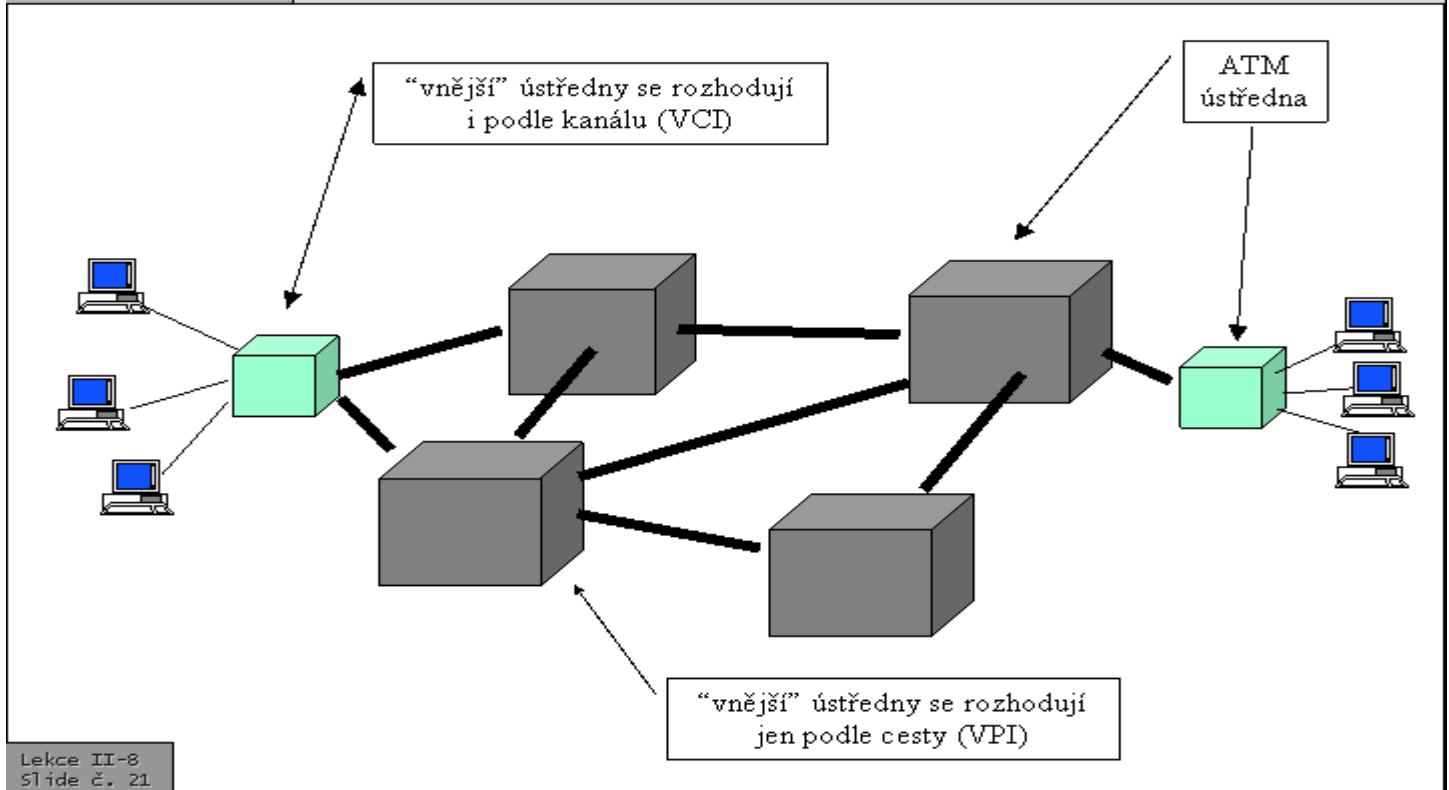 “vnější” ústředny se rozhodují
i podle kanálu (VCI)
ATM
ústředna
“vnější” ústředny se rozhodují
jen podle cesty (VPI)
Lekce II-8
Slide č. 21